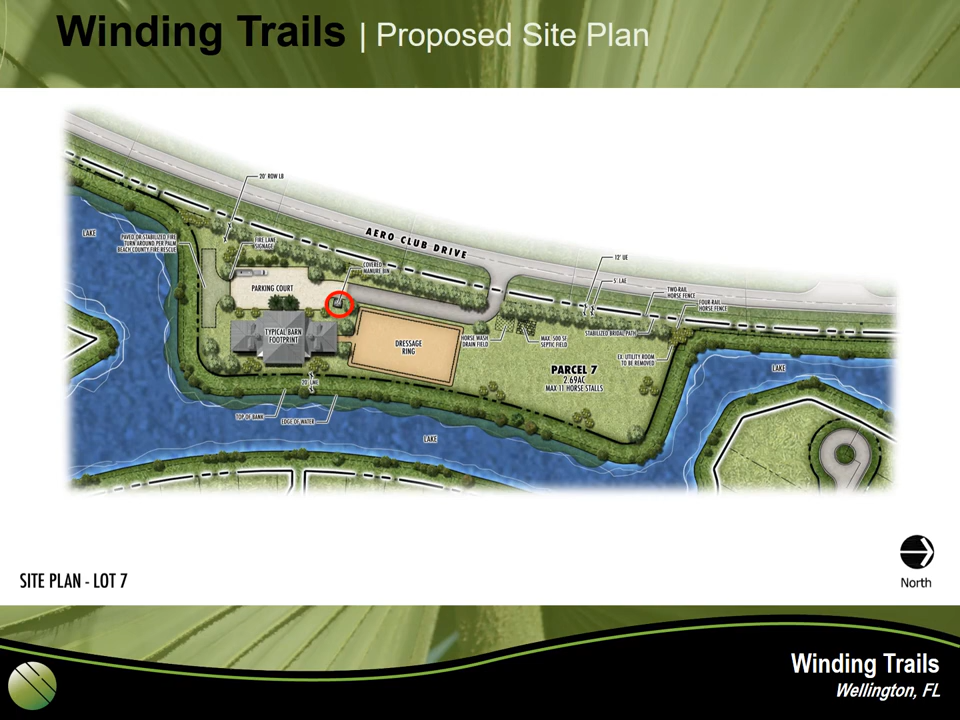 Winding Trails | Proposed Site Plan
20' ROW LB
AERO CLUB DRIVE
LAKE
PAVED OR STABILIZED FIRE
TURN AROUND PER PALM
BEACH COUNTY FIRE RESCUE
FIRE LANE
SIGNAGE
COVERED
MANURE BIN
PARKING COURT
12' UE
5' LAE
TWO-RAIL
HORSE FENCE
FOUR-RAIL
HORSE FENCE
STABILIZED BRIDAL PATH
TYPICAL BARN
FOOTPRINT
DRESSAGE
RING
HORSE WASH
DRAIN FIELD
MAX. 500 SF
SEPTIC FIELD
EX. UTILITY ROOM
TO BE REMOVED
PARCEL 7
2.69AC
MAX 11 HORSE STALLS
LAKE
20' LME
TOP OF BANK
EDGE OF WATER
LAKE
SITE PLAN - LOT 7
North
Winding Trails
Wellington, FL